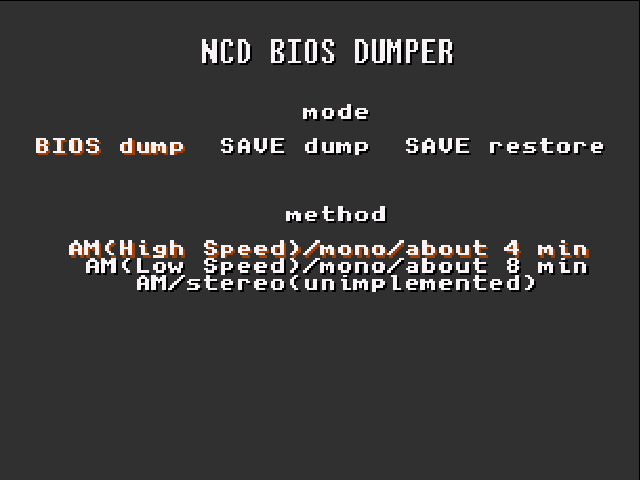 NCD BIOS DUMPER
mode
BIOS dump SAVE dump SAVE restore
method
AM(High Speed)/mono/about 4 min
AM(Low Speed)/mono/about 8 min
AM/stereo(unimplemented)